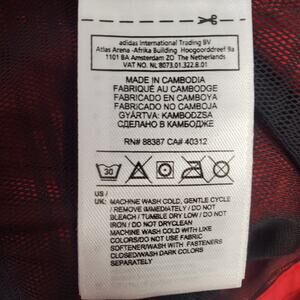 adidas International Trading BV
Atlas Arena -Afrika Building Hoogoorddreef 9a
1101 BA Amsterdam ZO The Netherlands
VAT NO. NL 8073.01.322.B.01
MADE IN CAMBODIA
FABRIQUÉ AU CAMBODGE
FABRICADO EN CAMBOYA
FABRICADO NO CAMBOJA
GYÁRTVA: KAMBODZSA
СДЕЛАНО В КАМБОДЖЕ
RN# 88387 CA# 40312
30
US /
UK: MACHINE WASH COLD, GENTLE CYCLE
/ REMOVE IMMEDIATELY / DO NOT
BLEACH / TUMBLE DRY LOW / DO NOT
IRON / DO NOT DRYCLEAN
MACHINE WASH COLD WITH LIKE
COLORS/DO NOT USE FABRIC
SOFTENER/WASH WITH FASTENERS
CLOSED/WASH DARK COLORS
SEPARATELY